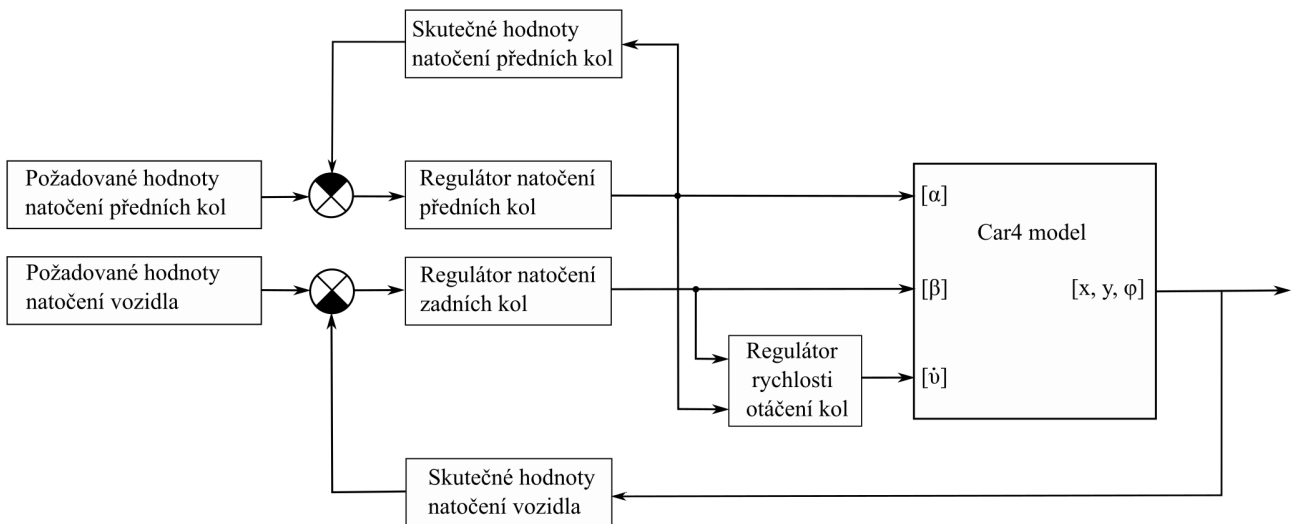 Skutečné hodnoty
natočení předních kol
Požadované hodnoty
natočení předních kol
Regulátor natočení
předních kol
[α]
Car4 model
Požadované hodnoty
natočení vozidla
Regulátor natočení
zadních kol
[β]
[x, y, φ]
Regulátor
rychlosti
otáčení kol
[υ̇]
Skutečné hodnoty
natočení vozidla